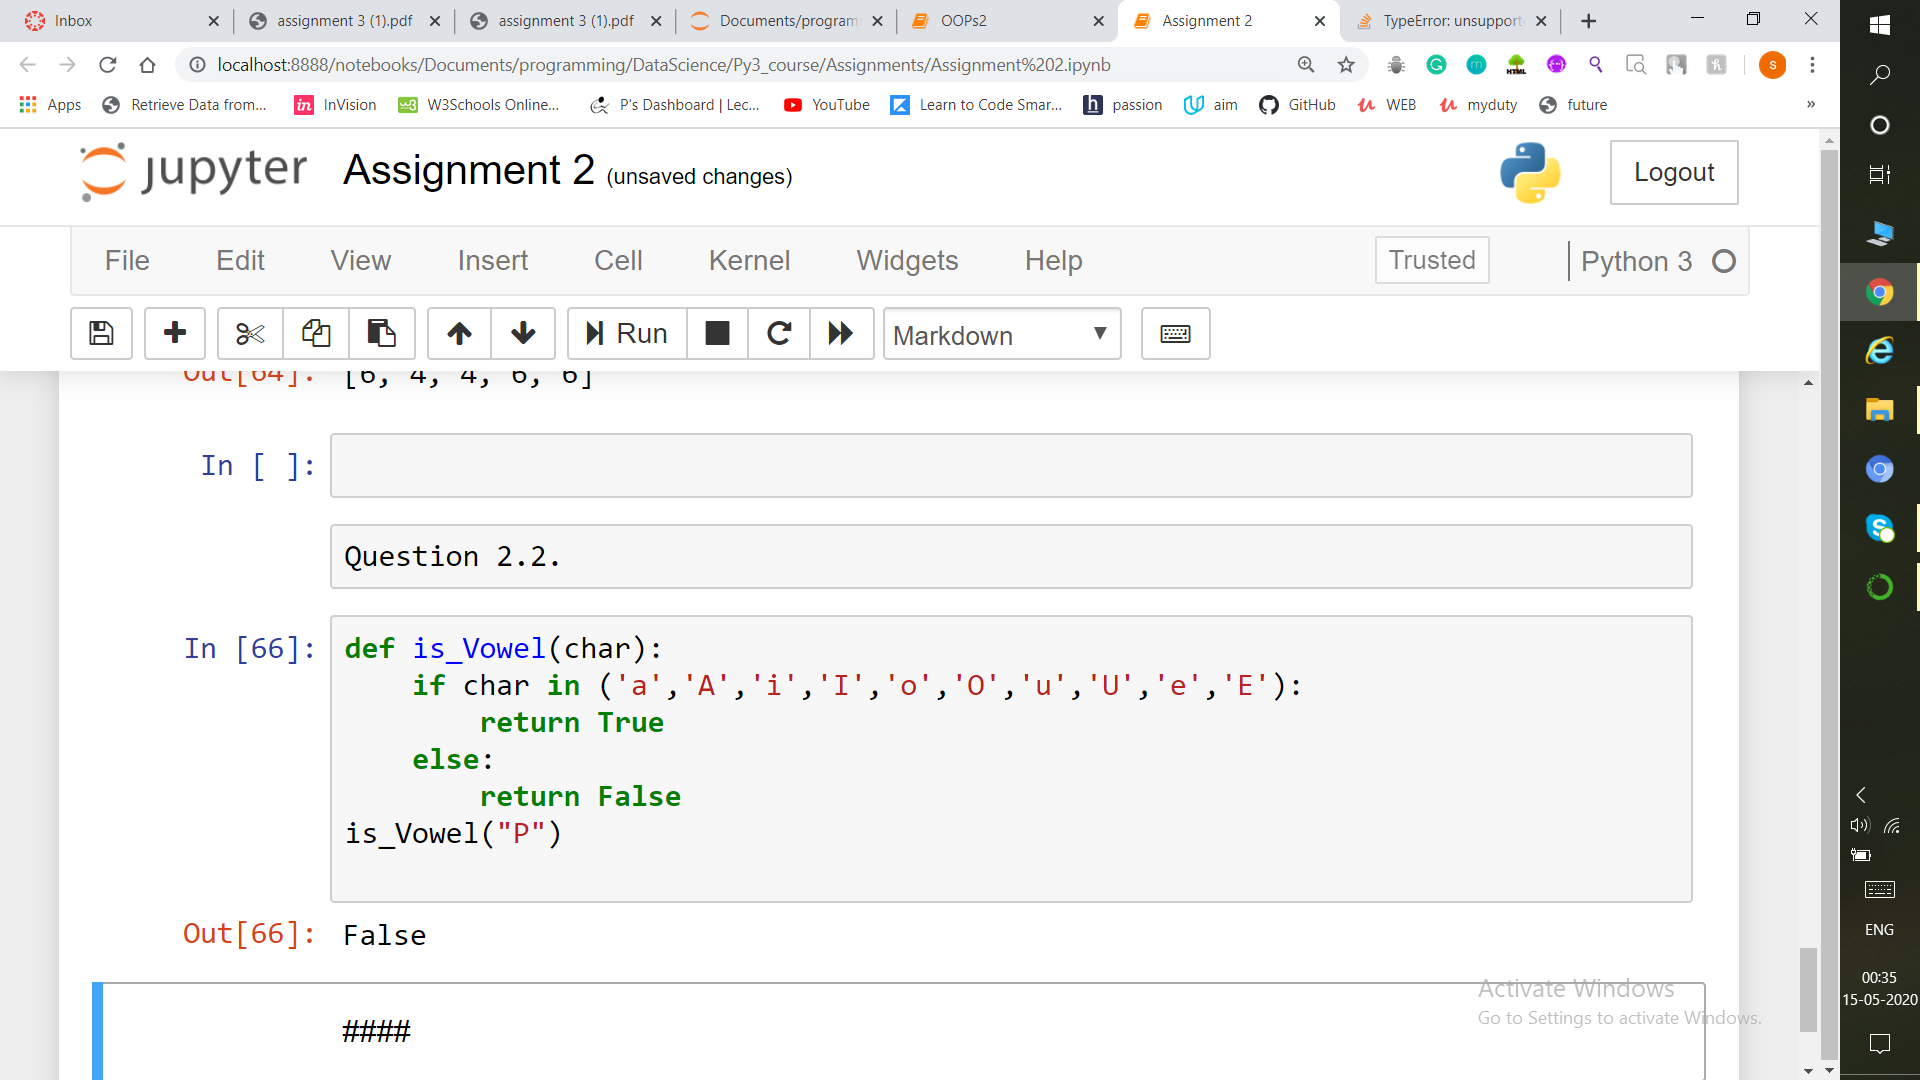 Inbox
assignment 3 (1).pdf
assignment 3 (1).pdf
Documents/program
OOPs2
Assignment 2
TypeError: unsupport
localhost:8888/notebooks/Documents/programming/DataScience/Py3_course/Assignments/Assignment%202.ipynb
Apps
Retrieve Data from...
InVision
W3Schools Online...
P's Dashboard | Lec...
YouTube
Learn to Code Smar...
passion
aim
GitHub
WEB
myduty
future
»
jupyter
Assignment 2 (unsaved changes)
Logout
File
Edit
View
Insert
Cell
Kernel
Widgets
Help
Trusted
Python 3
Run
Markdown
Out[64]: [6, 4, 4, 6, 6]
In [ ]:
Question 2.2.
In [66]: def is_Vowel(char):
if char in ('a','A','i','I','o','O','u','U','e','E'):
return True
else:
return False
is_Vowel("P")
Out[66]: False
####
Activate Windows
Go to Settings to activate Windows.
ENG
00:35
15-05-2020